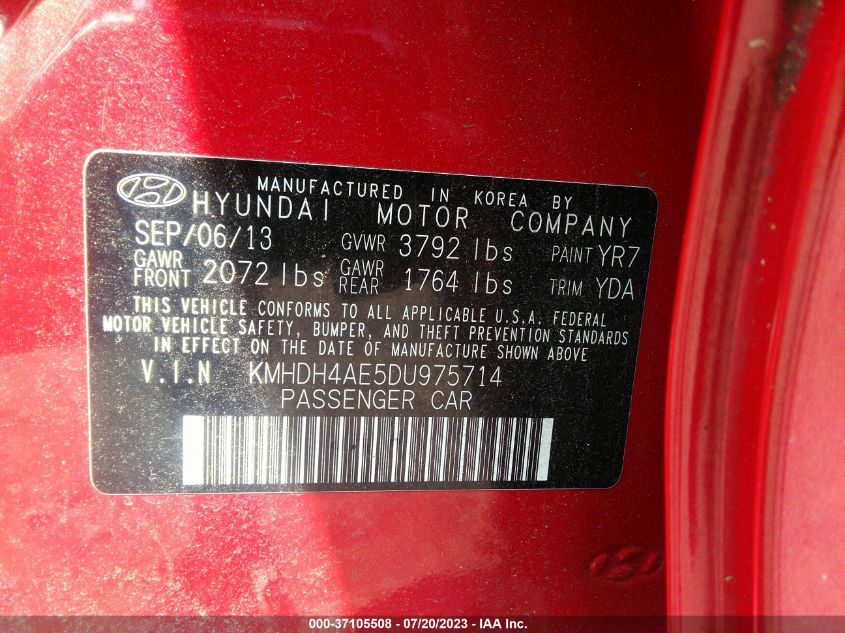 MANUFACTURED IN KOREA BY
HYUNDAI MOTOR COMPANY
SEP/06/13 GVWR 3792 lbs PAINT YR7
GAWR FRONT 2072 lbs GAWR REAR 1764 lbs TRIM YDA
THIS VEHICLE CONFORMS TO ALL APPLICABLE U.S.A. FEDERAL
MOTOR VEHICLE SAFETY, BUMPER, AND THEFT PREVENTION STANDARDS
IN EFFECT ON THE DATE OF MANUFACTURE SHOWN ABOVE
V.I.N KMHDH4AE5DU975714
PASSENGER CAR
000-37105508 - 07/20/2023 - IAA Inc.